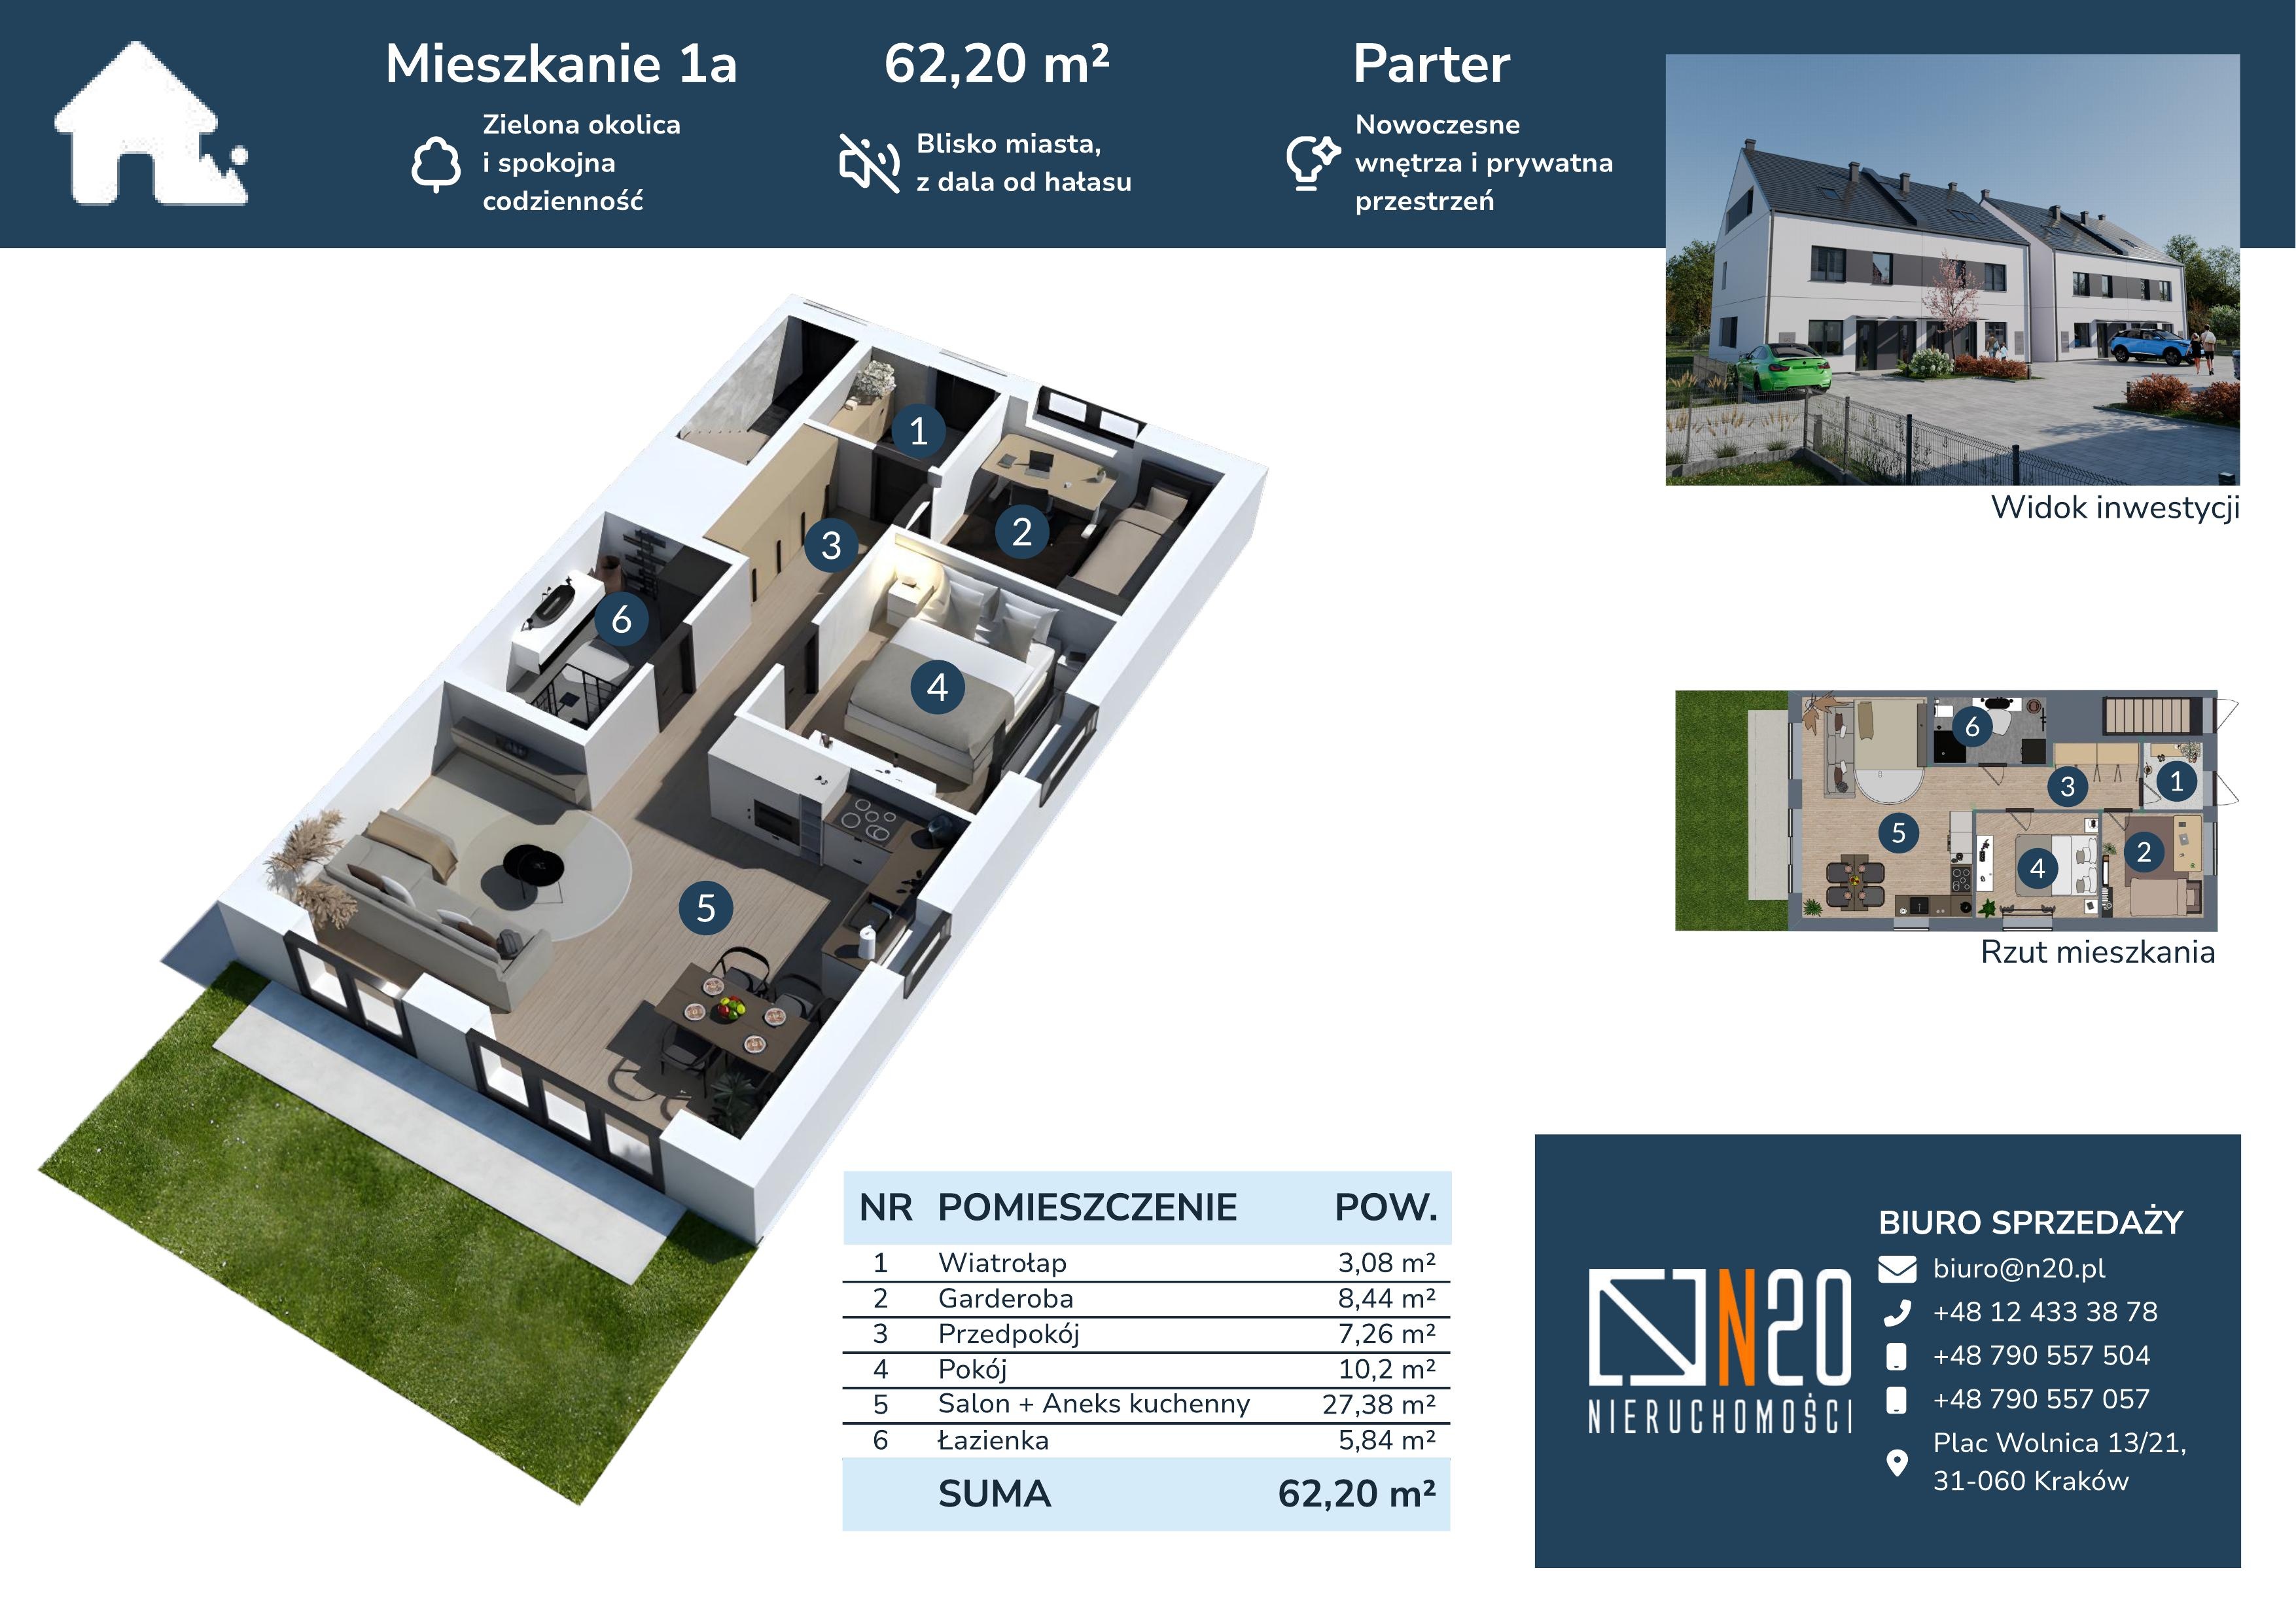 Mieszkanie 1a
Zielona okolica
i spokojna
codzienność
62,20 m²
Blisko miasta,
z dala od hałasu
Parter
Nowoczesne
wnętrza i prywatna
przestrzeń
Widok inwestycji
1
2
3
4
5
6
6
1
3
5
2
4
Rzut mieszkania
NR POMIESZCZENIE POW.
1 Wiatrołap 3,08 m²
2 Garderoba 8,44 m²
3 Przedpokój 7,26 m²
4 Pokój 10,2 m²
5 Salon + Aneks kuchenny 27,38 m²
6 Łazienka 5,84 m²
SUMA 62,20 m²
N20
NIERUCHOMOŚCI
BIURO SPRZEDAŻY
biuro@n20.pl
+48 12 433 38 78
+48 790 557 504
+48 790 557 057
Plac Wolnica 13/21,
31-060 Kraków